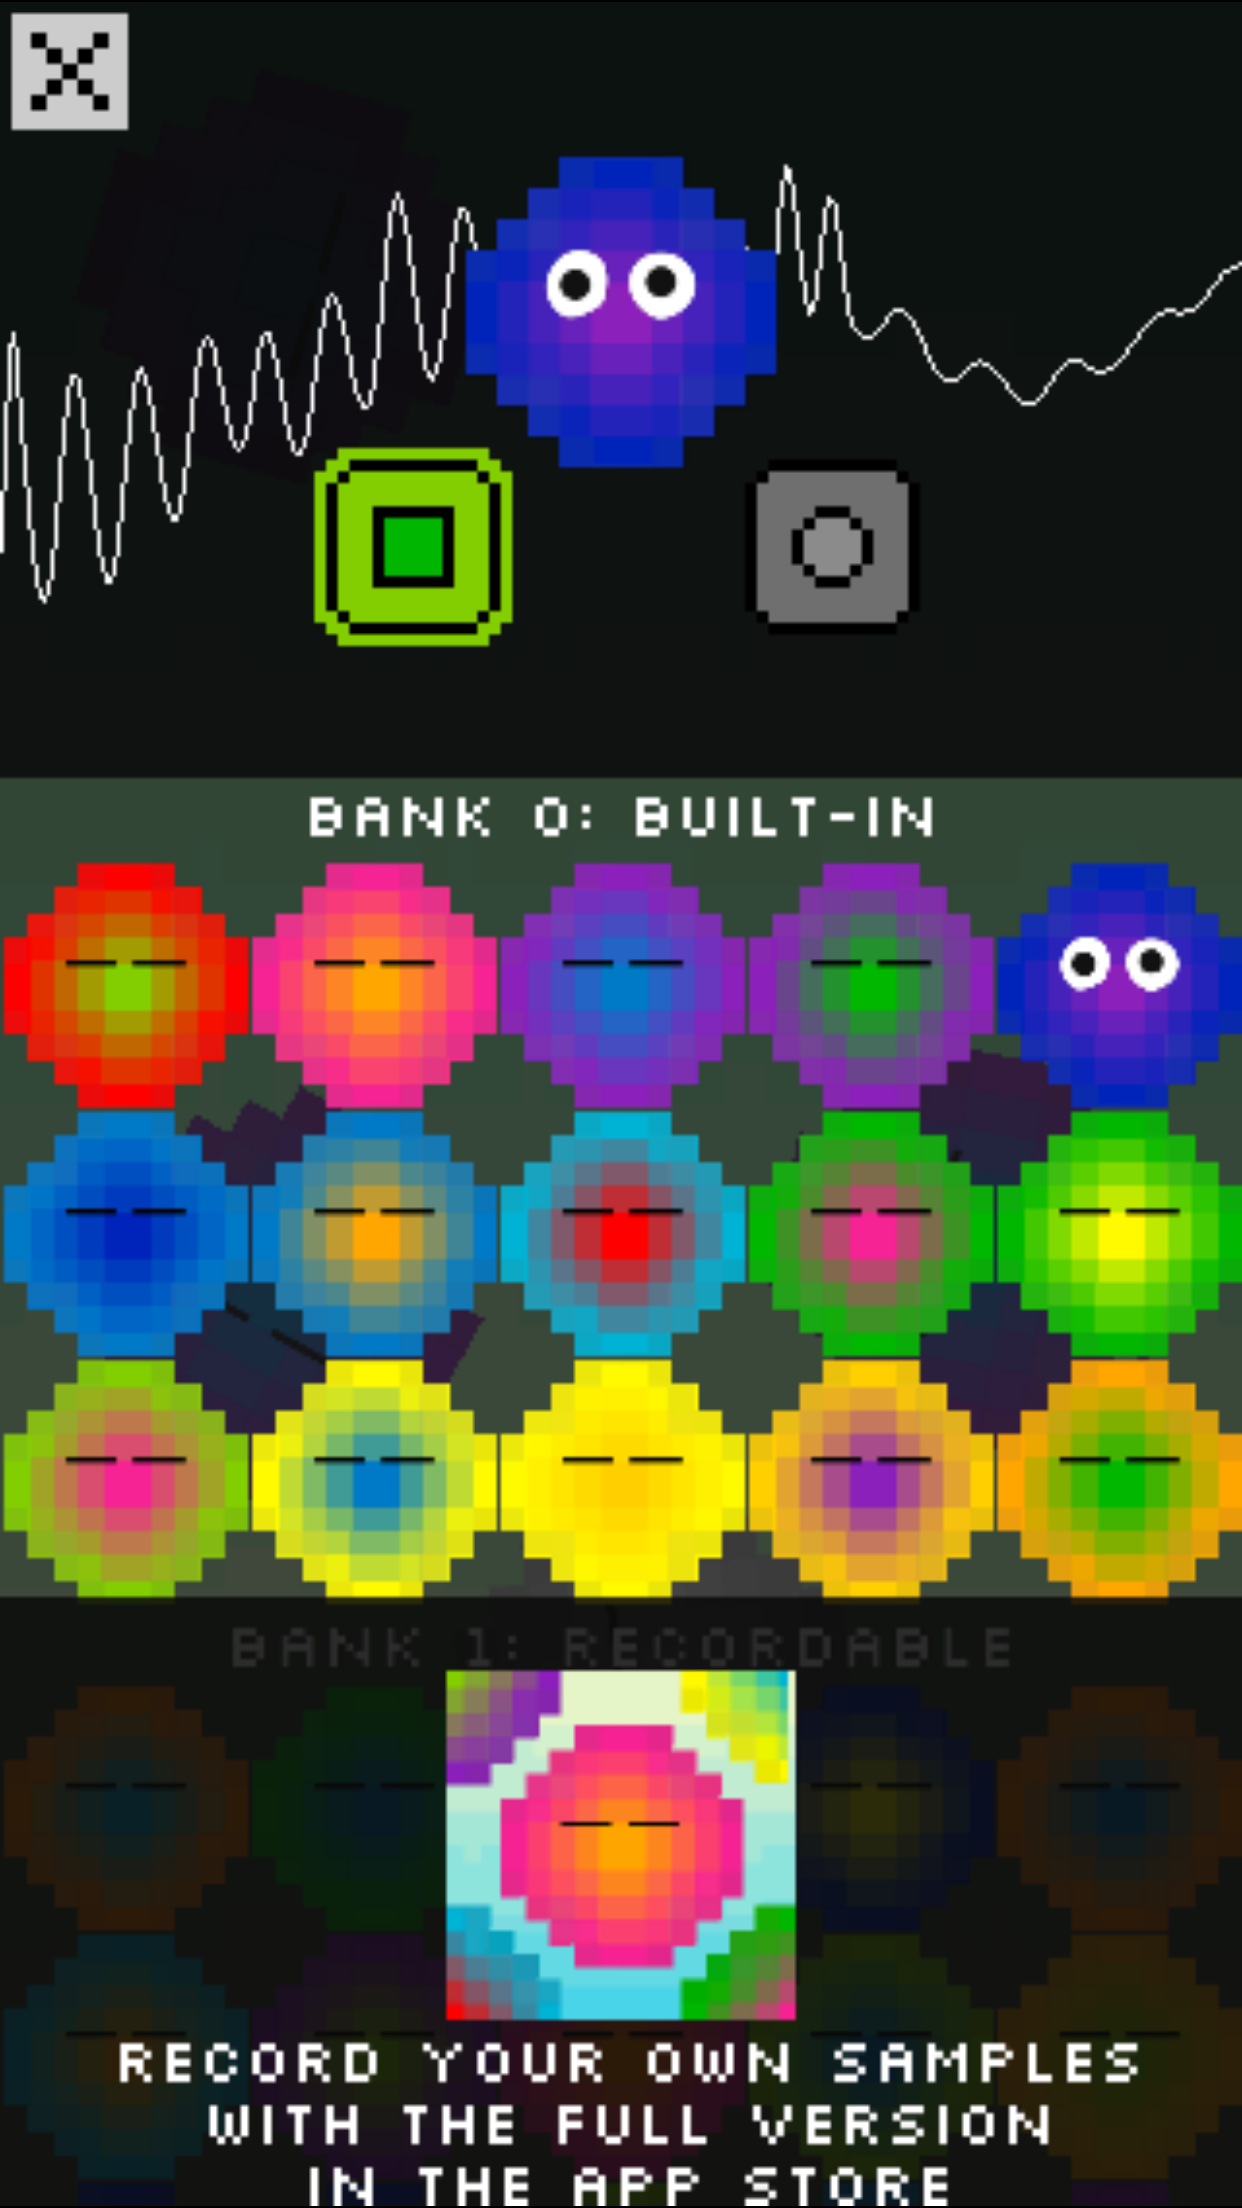 BANK 0: BUILT-IN
BANK 1: RECORDABLE
RECORD YOUR OWN SAMPLES
WITH THE FULL VERSION
IN THE APP STORE